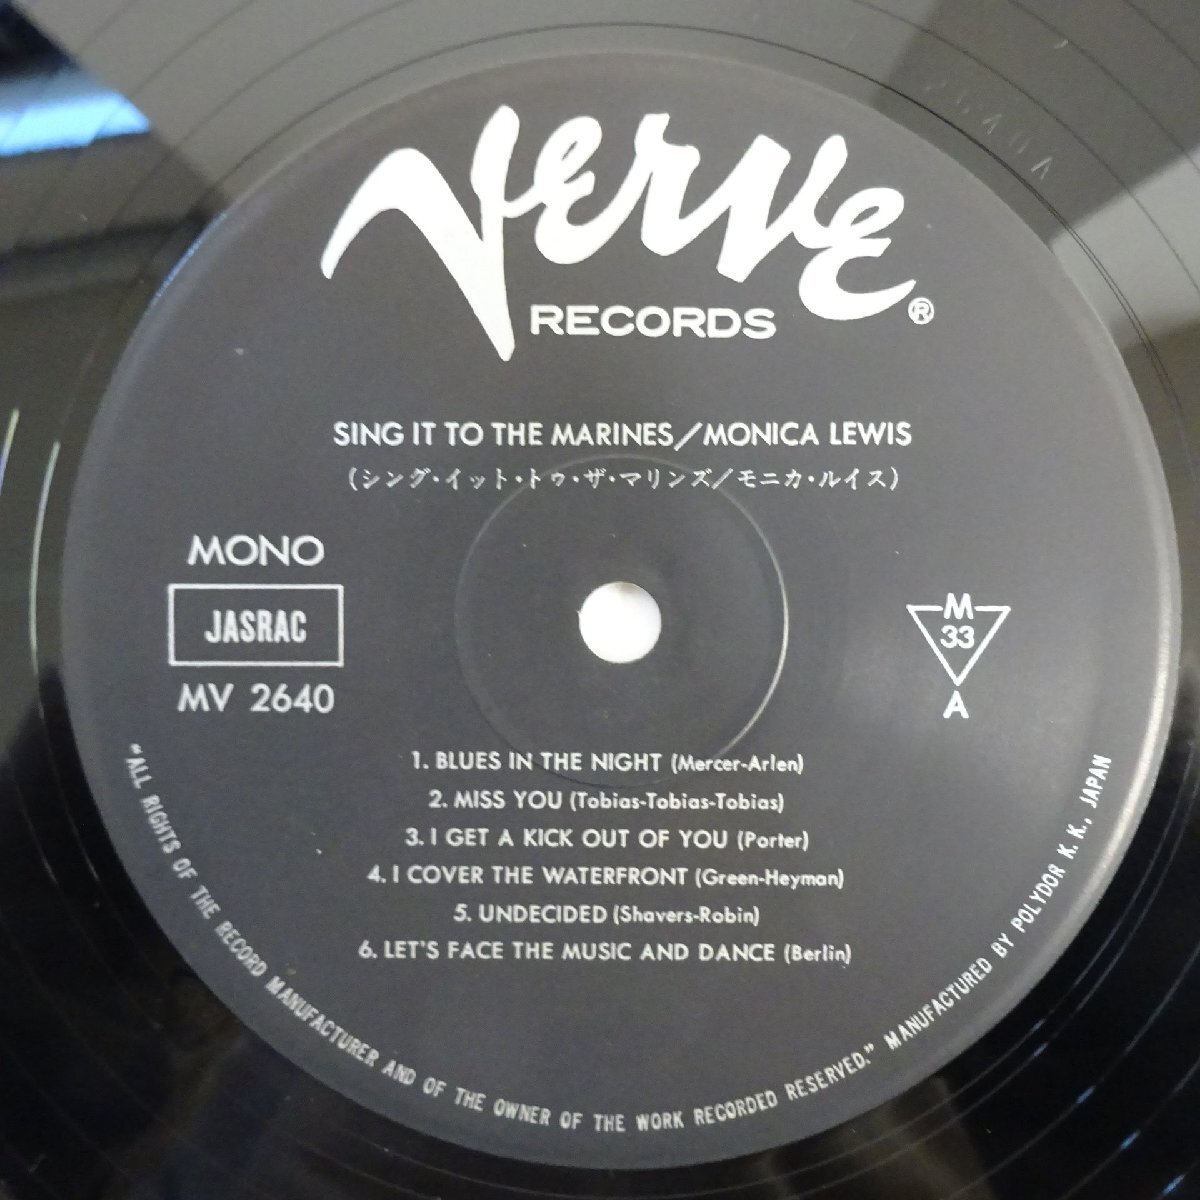 VERVE
RECORDS®
SING IT TO THE MARINES/MONICA LEWIS
(シング・イット・トゥ・ザ・マリンズ/モニカ・ルイス)
MONO
JASRAC
MV 2640
M
33
A
1. BLUES IN THE NIGHT (Mercer-Arlen)
2. MISS YOU (Tobias-Tobias-Tobias)
3. I GET A KICK OUT OF YOU (Porter)
4. I COVER THE WATERFRONT (Green-Heyman)
5. UNDECIDED (Shavers-Robin)
6. LET'S FACE THE MUSIC AND DANCE (Berlin)
"ALL RIGHTS OF THE RECORD MANUFACTURER AND OF THE OWNER OF THE WORK RECORDED RESERVED." MANUFACTURED BY POLYDOR K. K., JAPAN